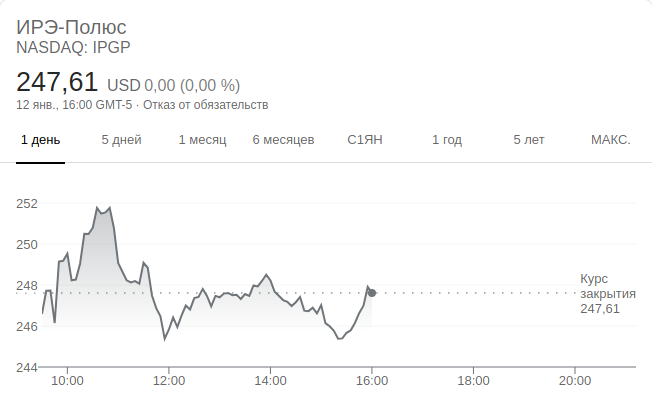 ИРЭ-Полюс
NASDAQ: IPGP
247,61 USD 0,00 (0,00 %)
12 янв., 16:00 GMT-5 · Отказ от обязательств
1 день 5 дней 1 месяц 6 месяцев С1ЯН 1 год 5 лет МАКС.
252
250
248
246
244
Курс
закрытия
247,61
10:00 12:00 14:00 16:00 18:00 20:00